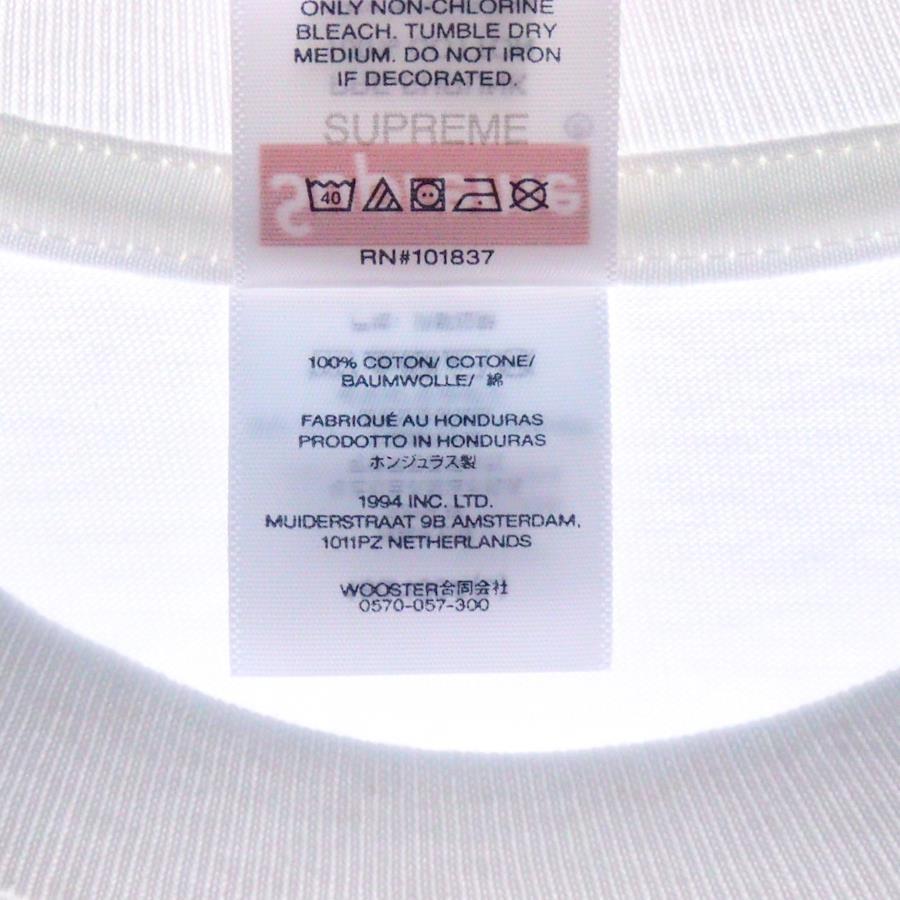 ONLY NON-CHLORINE
BLEACH. TUMBLE DRY
MEDIUM. DO NOT IRON
IF DECORATED.
SUPREME
40
RN#101837
100% COTON/ COTONE/
BAUMWOLLE/ 綿
FABRIQUÉ AU HONDURAS
PRODOTTO IN HONDURAS
ホンジュラス製
1994 INC. LTD.
MUIDERSTRAAT 9B AMSTERDAM,
1011PZ NETHERLANDS
WOOSTER合同会社
0570-057-300